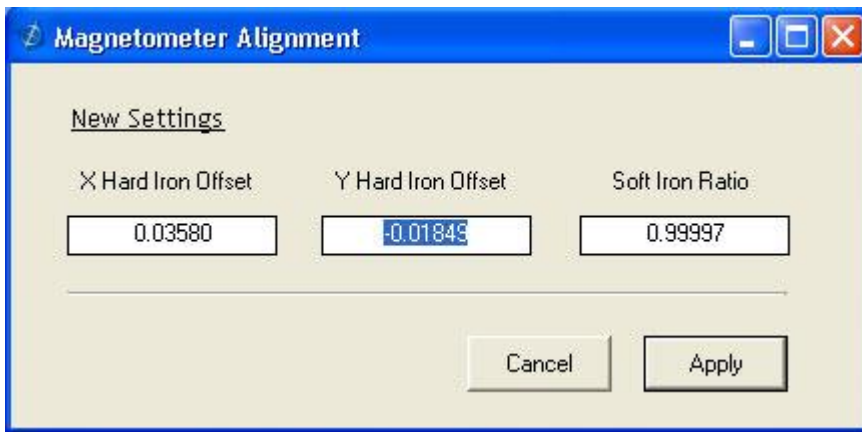 Magnetometer Alignment
New Settings
X Hard Iron Offset Y Hard Iron Offset Soft Iron Ratio
0.03580 -0.01849 0.99997
Cancel Apply